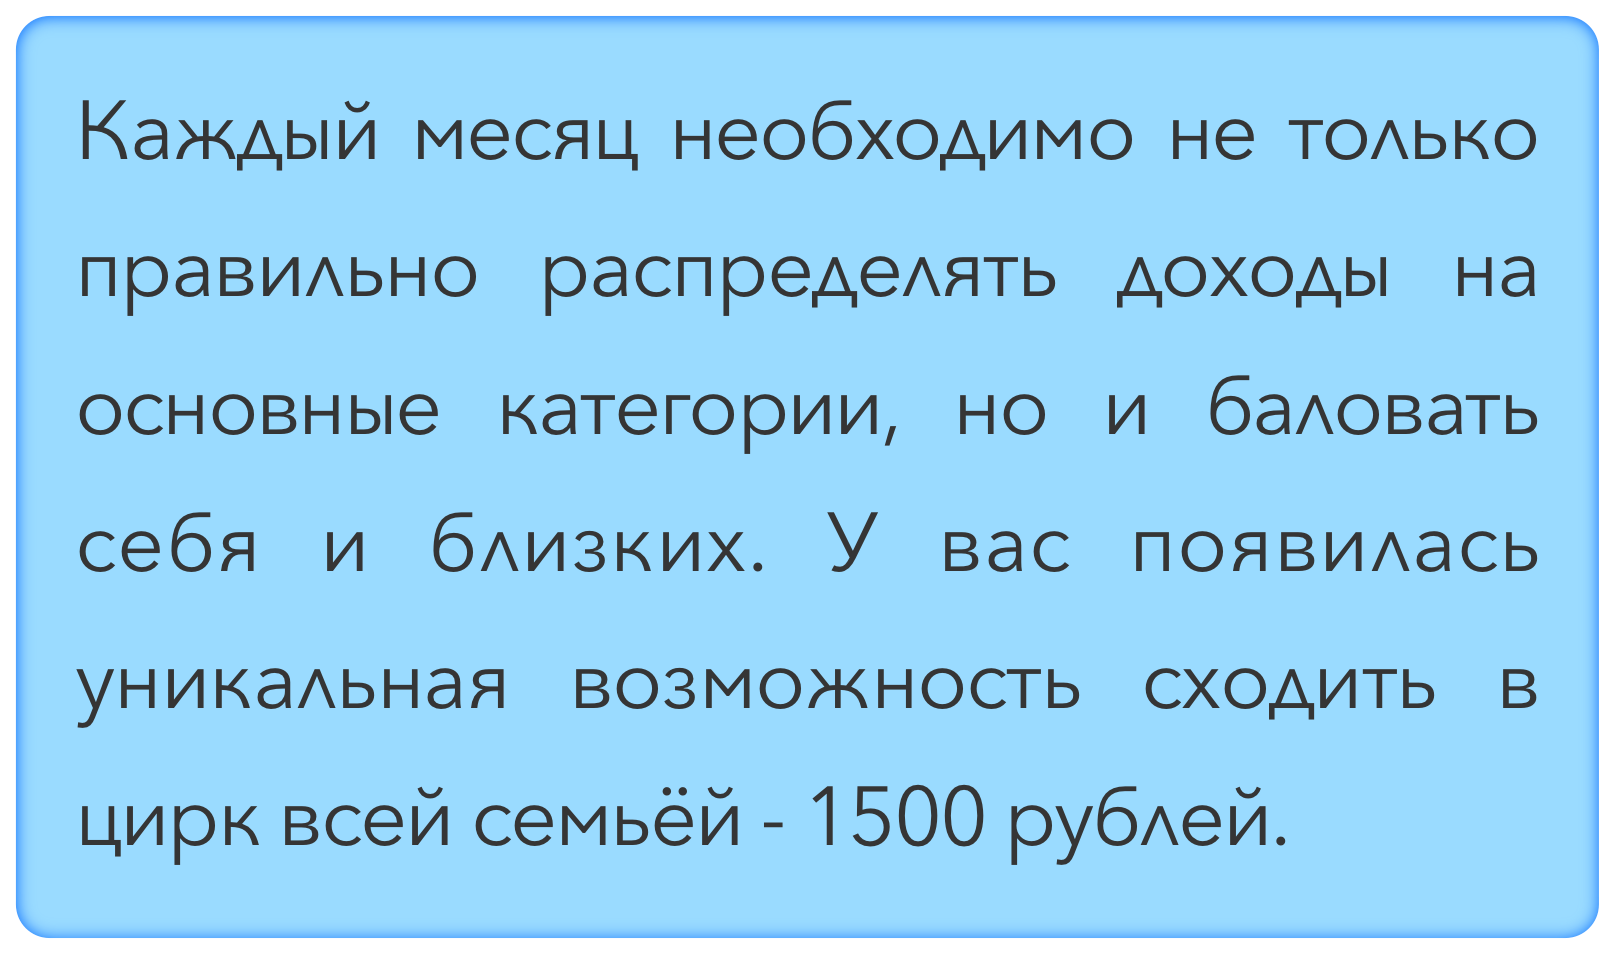 Каждый месяц необходимо не только
правильно распределять доходы на
основные категории, но и баловать
себя и близких. У вас появилась
уникальная возможность сходить в
цирк всей семьёй - 1500 рублей.